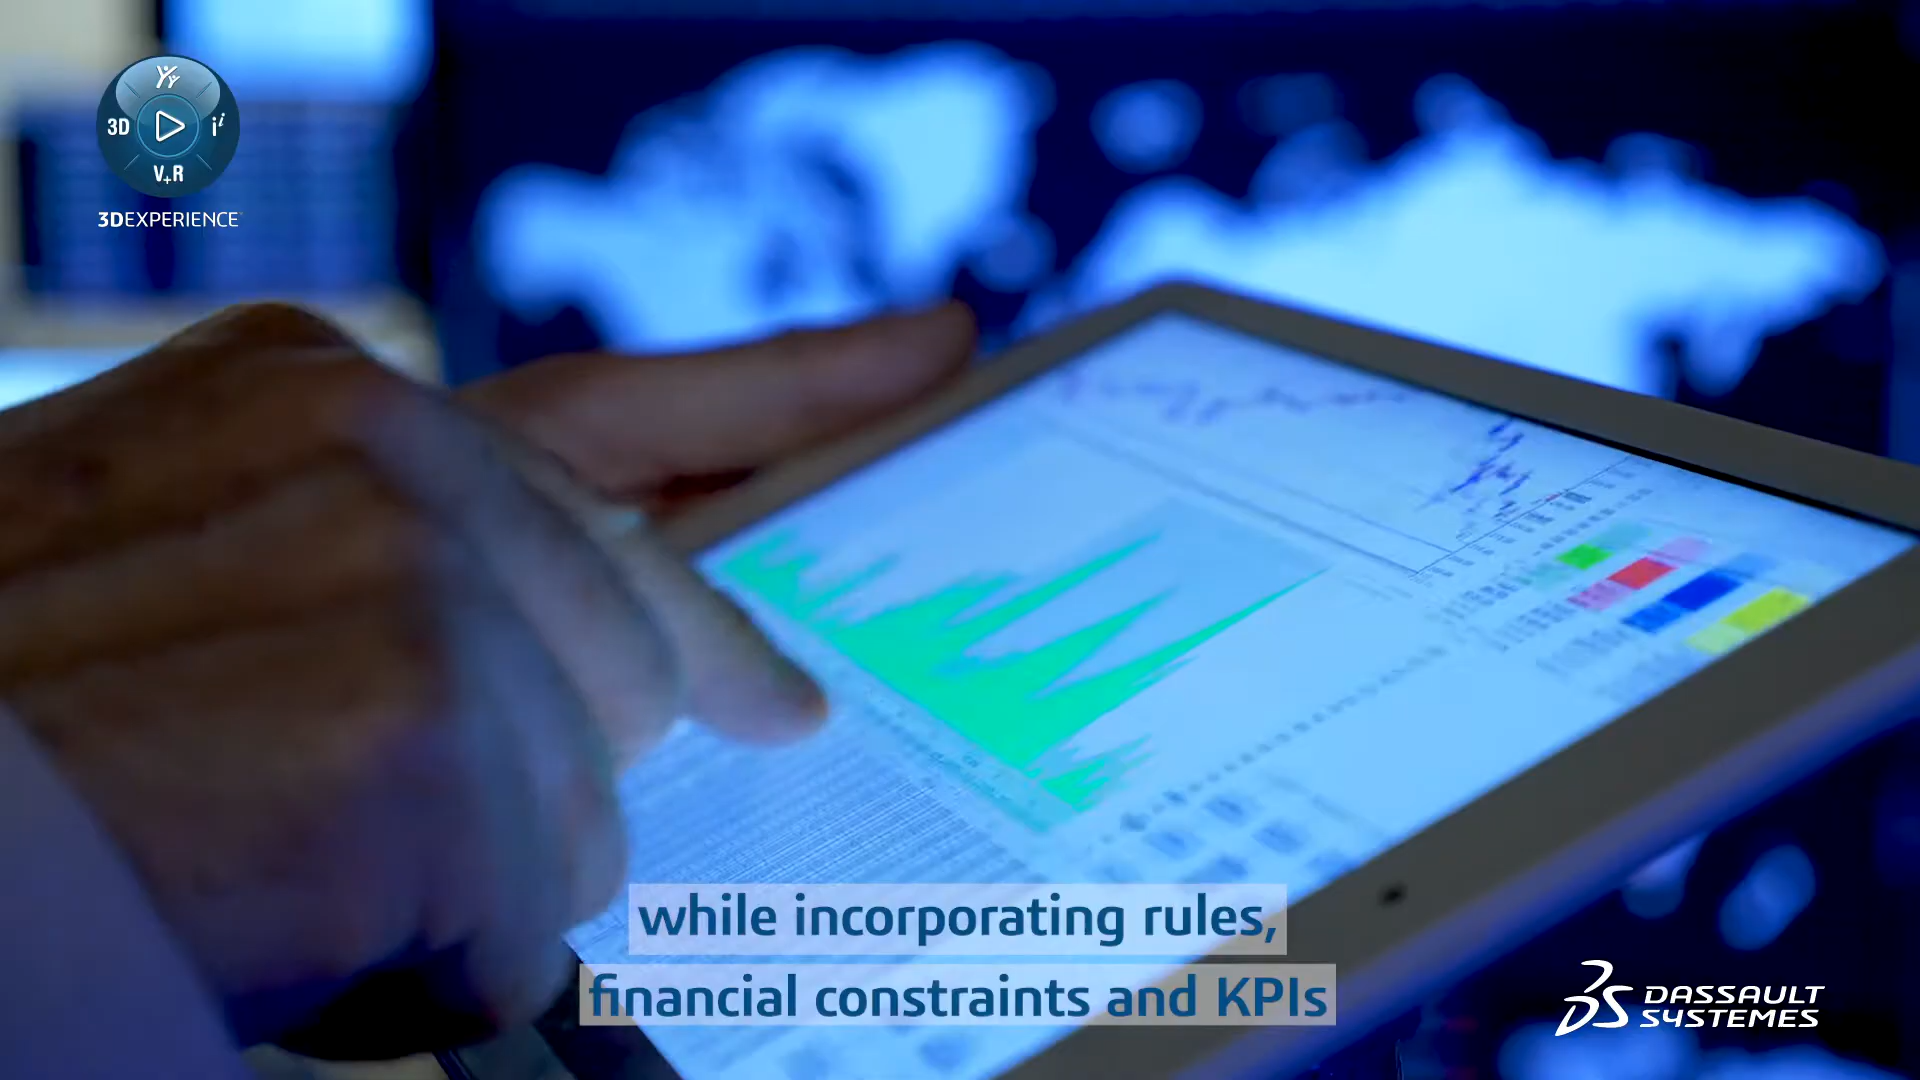 3D
i
V+R
3DEXPERIENCE
while incorporating rules,
financial constraints and KPIs
DASSAULT
SYSTEMES